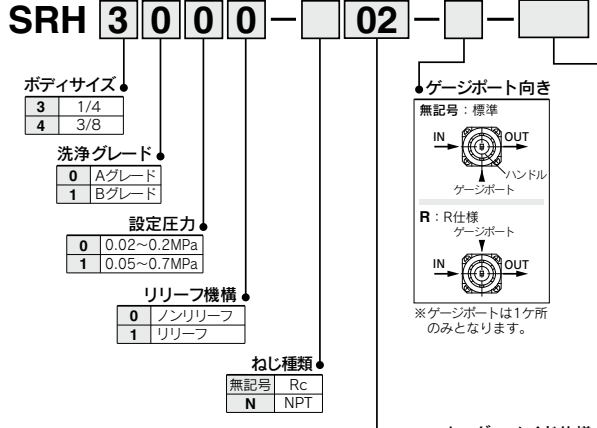 SRH 3 0 0 0 - 02 - -
ボディサイズ
3 1/4
4 3/8
洗浄グレード
0 Aグレード
1 Bグレード
設定圧力
0 0.02~0.2MPa
1 0.05~0.7MPa
リリーフ機構
0 ノンリリーフ
1 リリーフ
ねじ種類
無記号 Rc
N NPT
ゲージポート向き
無記号:標準
IN OUT
ハンドル
ゲージポート
R:R仕様
ゲージポート
IN OUT
※ゲージポートは1ケ所
のみとなります。